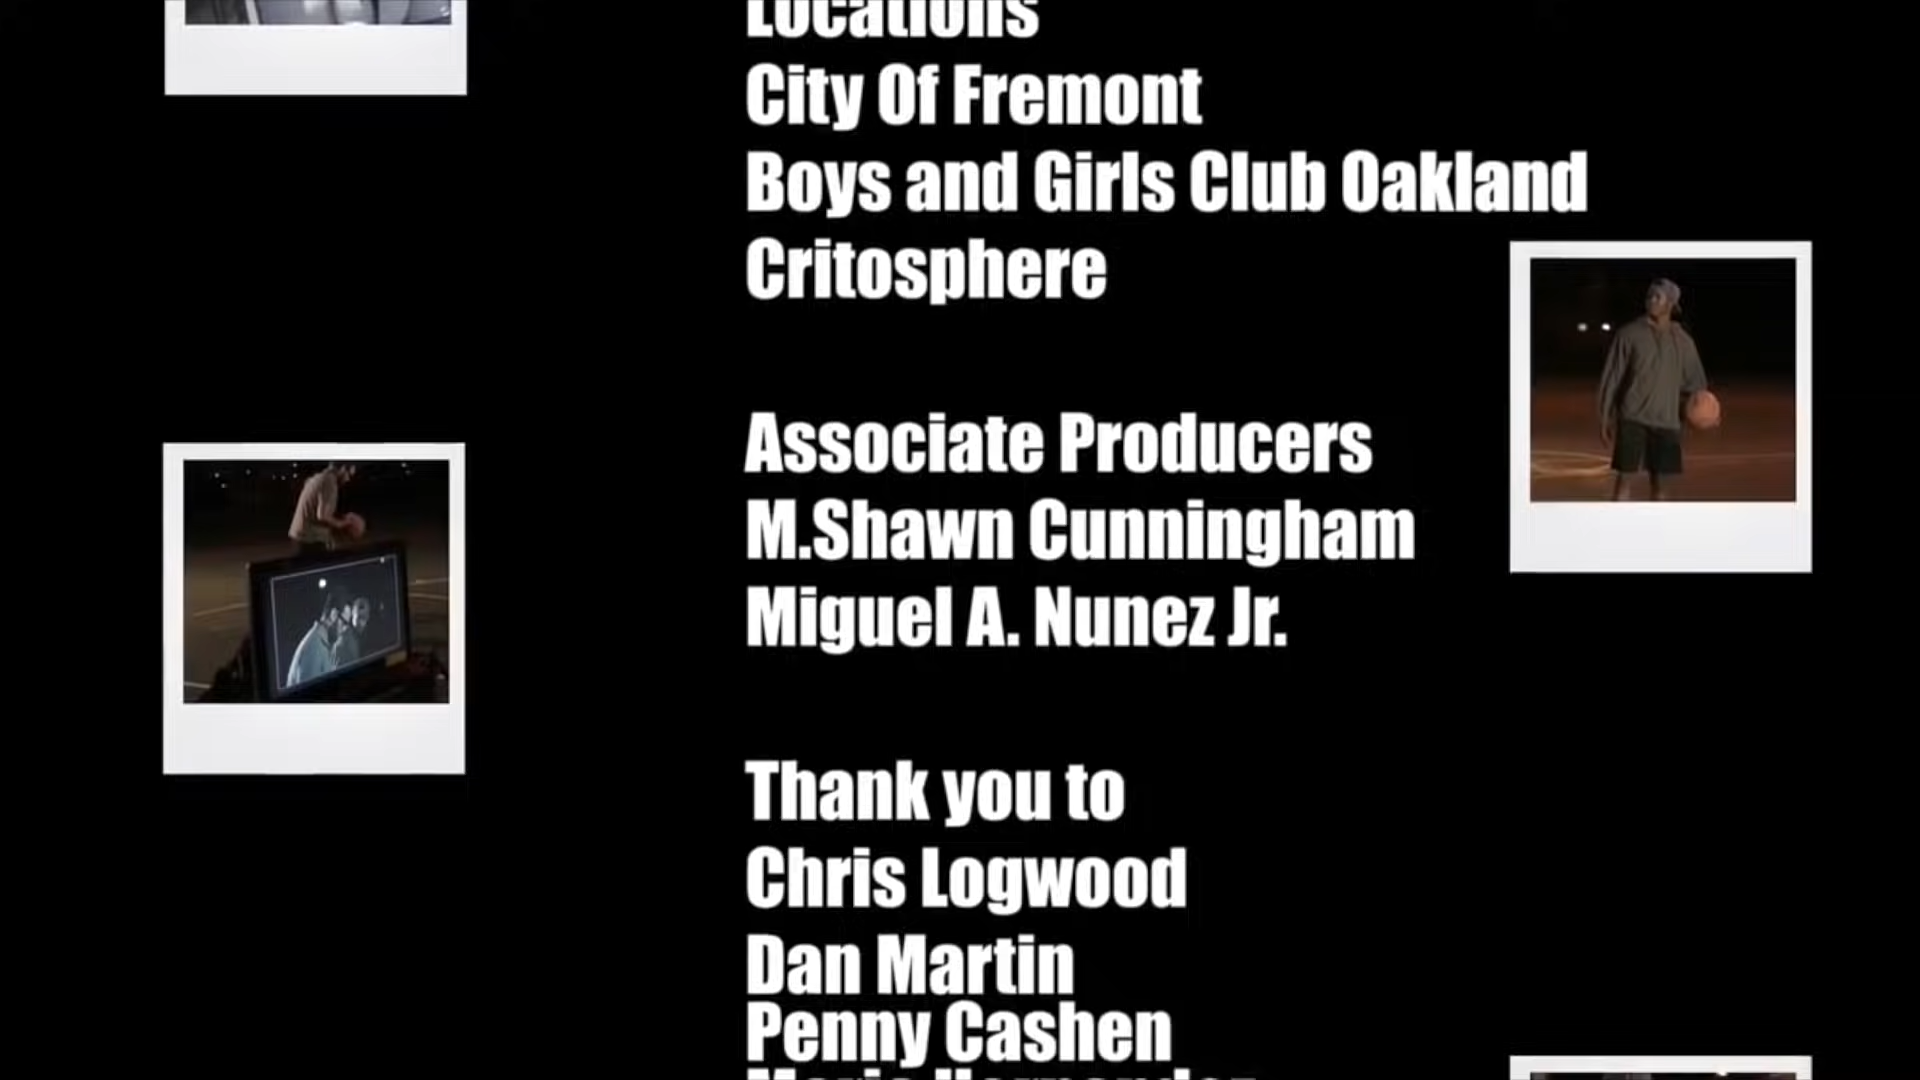 Locations
City Of Fremont
Boys and Girls Club Oakland
Critosphere
Associate Producers
M.Shawn Cunningham
Miguel A. Nunez Jr.
Thank you to
Chris Logwood
Dan Martin
Penny Cashen